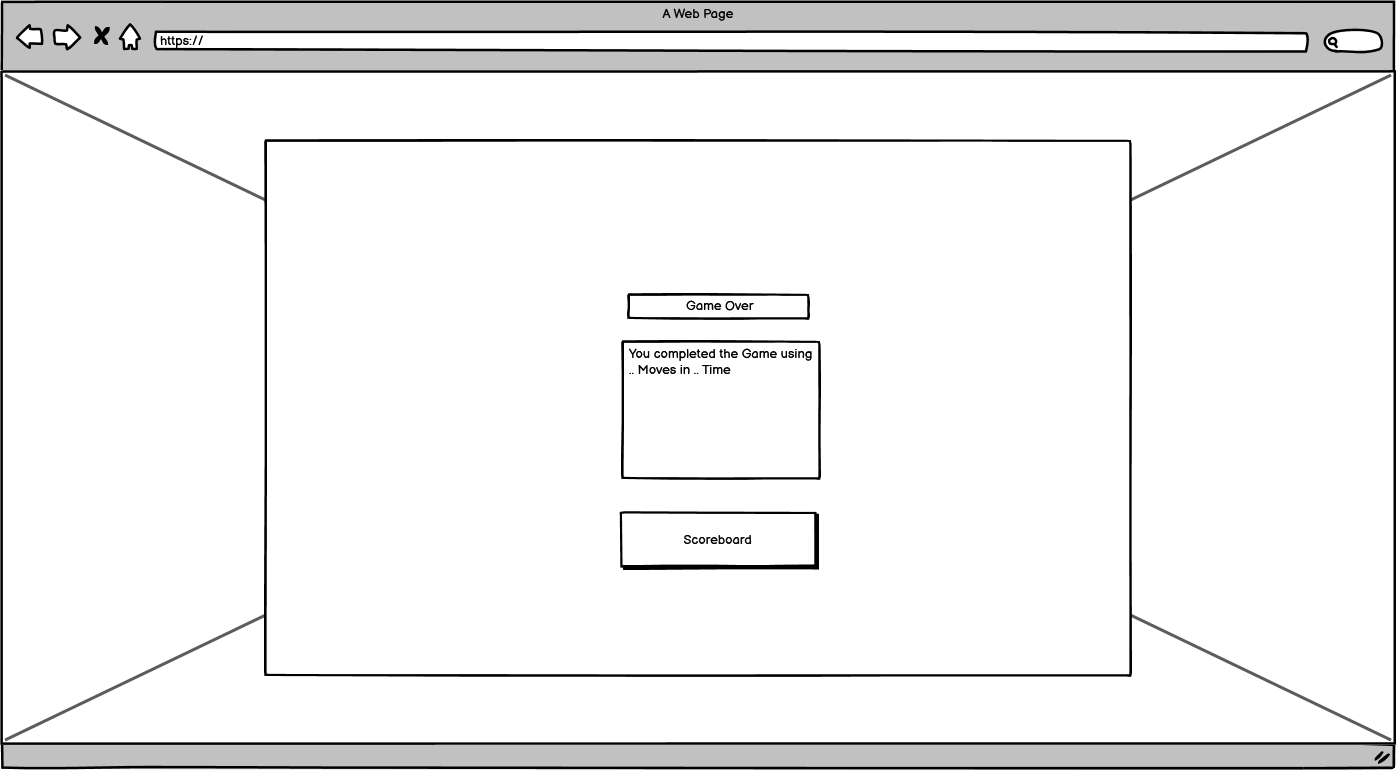 A Web Page
https://
Game Over
You completed the Game using
.. Moves in .. Time
Scoreboard